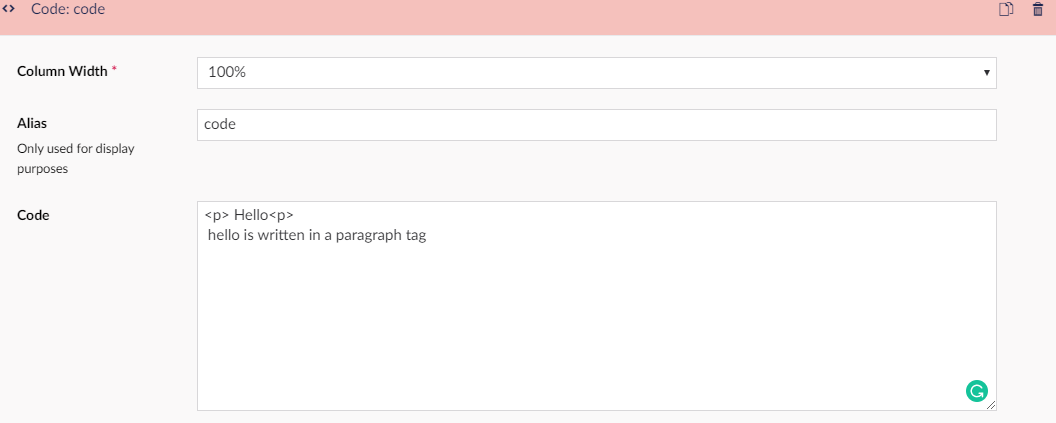 Code: code
Column Width *
100%
Alias
code
Only used for display
purposes
Code
<p> Hello<p>
hello is written in a paragraph tag